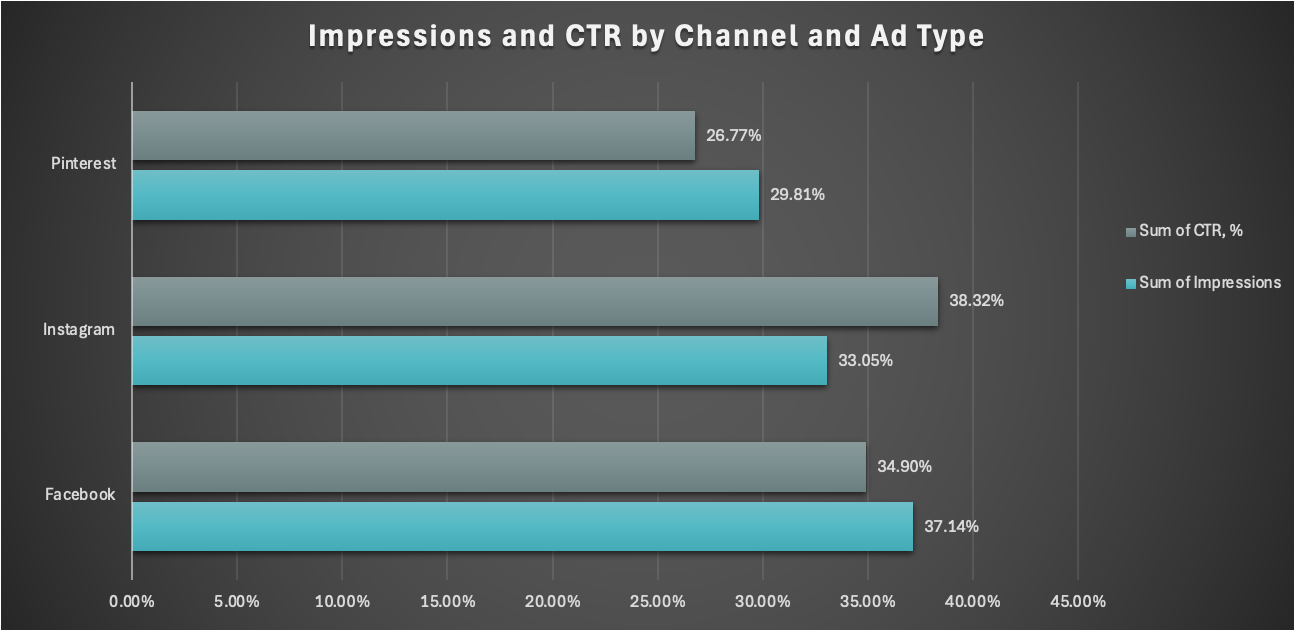 Impressions and CTR by Channel and Ad Type
Pinterest
26.77%
29.81%
Instagram
38.32%
33.05%
Facebook
34.90%
37.14%
Sum of CTR, %
Sum of Impressions
0.00% 5.00% 10.00% 15.00% 20.00% 25.00% 30.00% 35.00% 40.00% 45.00%